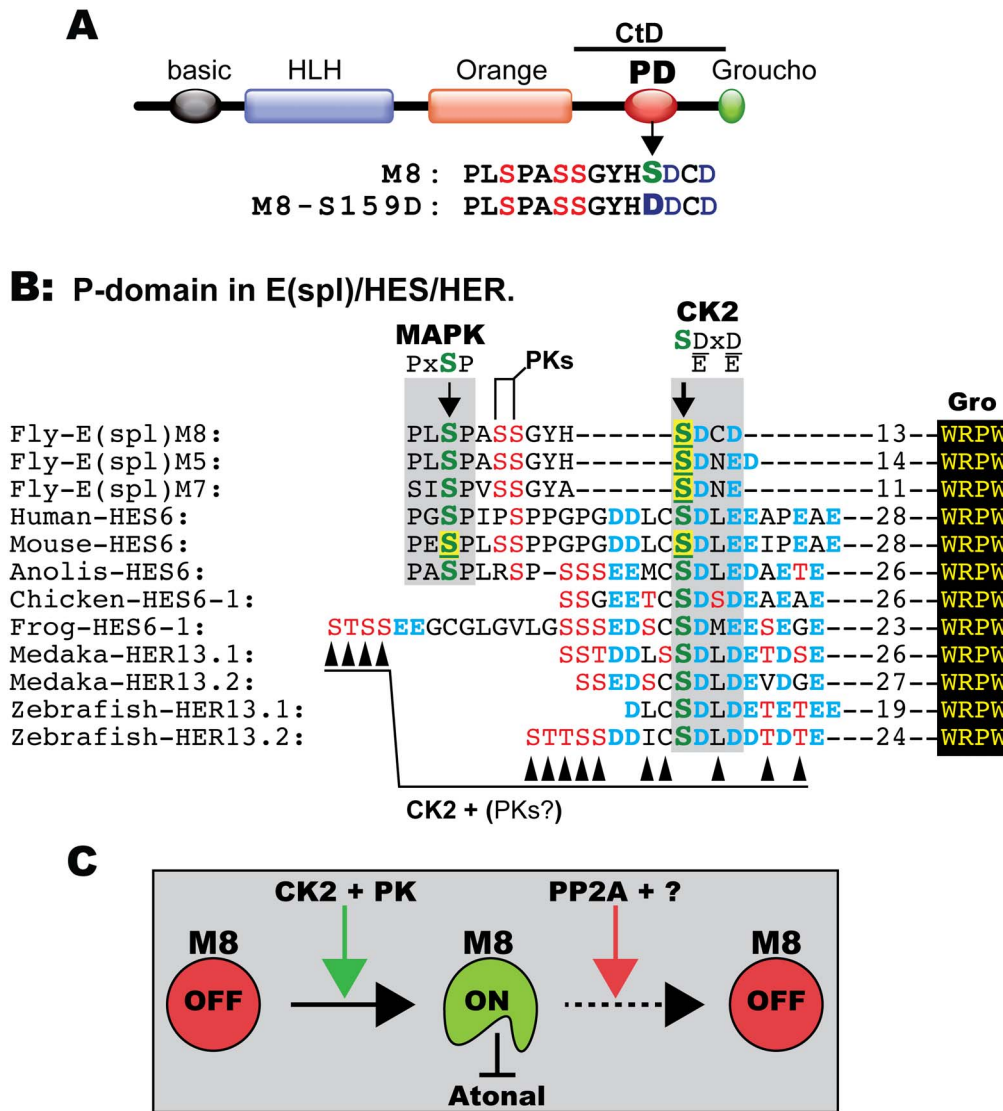 A
CtD
basic HLH Orange PD Groucho
M8: PLSPASSGYHSDCD
M8-S159D: PLSPASSGYHDDCD
B: P-domain in E(spl)/HES/HER.
MAPK CK2
PxSP PKs SDxD
E E
Gro
Fly-E(spl)M8: PLSPASSGYH------SDCD-------13--WRPW
Fly-E(spl)M5: PLSPASSGYH------SDNED------14--WRPW
Fly-E(spl)M7: SISPVSSGYA------SDNE-------11--WRPW
Human-HES6: PGSPIPSPPGPGDDLCSDLEEAPEAE--28--WRPW
Mouse-HES6: PESPLSSPPGPGDDLCSDLEEIPEAE--28--WRPW
Anolis-HES6: PASPLRSP-SSSEEMCSDLEDAETE---26--WRPW
Chicken-HES6-1: SSGEETCSDSDEAEAE---26--WRPW
Frog-HES6-1: STSSEEGCGLGVLGSSSEDSCSDMEESEGE---23--WRPW
Medaka-HER13.1: SSTDDLSSDLDETDSE---26--WRPW
Medaka-HER13.2: SSEDSCSDLDEVDGE---27--WRPW
Zebrafish-HER13.1: DLCSDLDETETEE--19--WRPW
Zebrafish-HER13.2: STTSSDDICSDLDDTDTE---24--WRPW
CK2 + (PKs?)
C
CK2 + PK PP2A + ?
M8 M8 M8
OFF ON OFF
Atonal